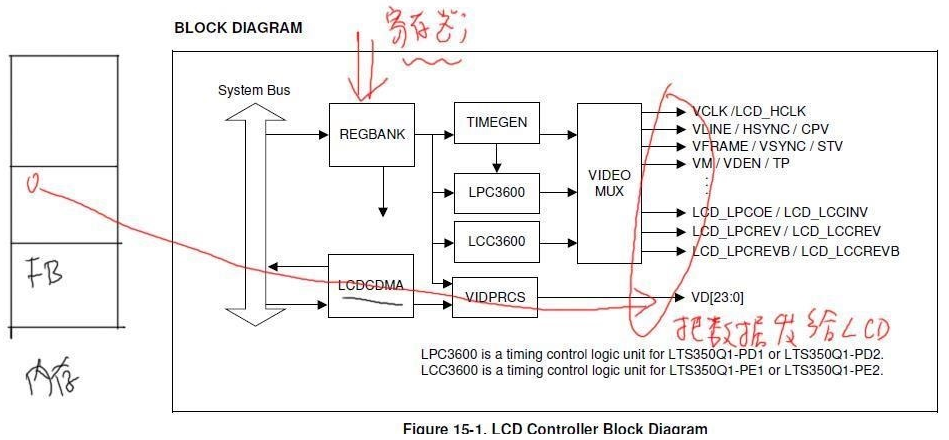 BLOCK DIAGRAM
寄存器;
System Bus
REGBANK
TIMEGEN
LPC3600
LCC3600
VIDEO
MUX
LCDCDMA
VIDPRCS
VCLK /LCD_HCLK
VLINE / HSYNC / CPV
VFRAME / VSYNC / STV
VM / VDEN / TP
LCD_LPCOE / LCD_LCCINV
LCD_LPCREV / LCD_LCCREV
LCD_LPCREVB / LCD_LCCREVB
VD[23:0]
把数据发给LCD
FB
内存
LPC3600 is a timing control logic unit for LTS350Q1-PD1 or LTS350Q1-PD2.
LCC3600 is a timing control logic unit for LTS350Q1-PE1 or LTS350Q1-PE2.
Figure 15-1. LCD Controller Block Diagram